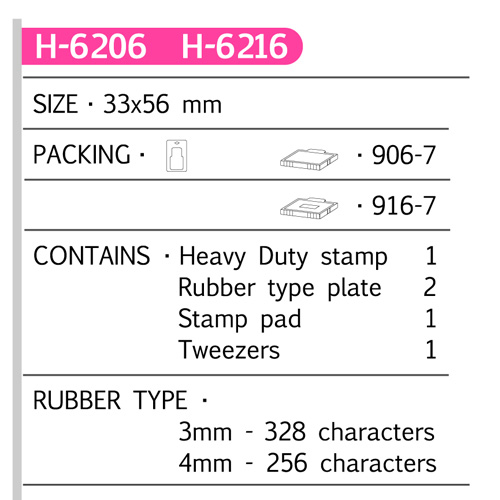 H-6206 H-6216
SIZE · 33x56 mm
PACKING · · 906-7
· 916-7
CONTAINS · Heavy Duty stamp 1
Rubber type plate 2
Stamp pad 1
Tweezers 1
RUBBER TYPE ·
3mm - 328 characters
4mm - 256 characters